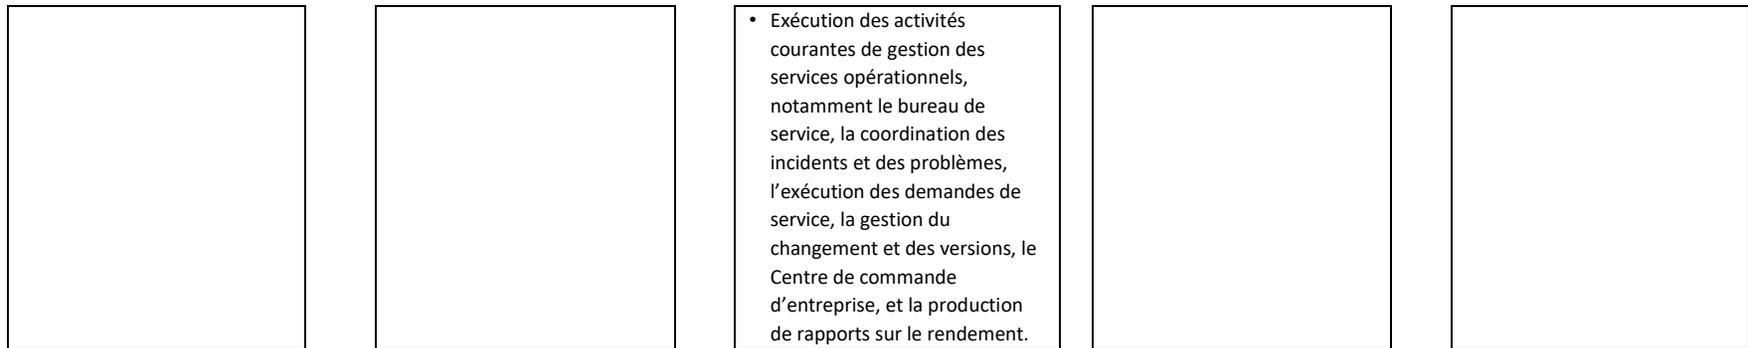 • Exécution des activités
courantes de gestion des
services opérationnels,
notamment le bureau de
service, la coordination des
incidents et des problèmes,
l’exécution des demandes de
service, la gestion du
changement et des versions, le
Centre de commande
d’entreprise, et la production
de rapports sur le rendement.